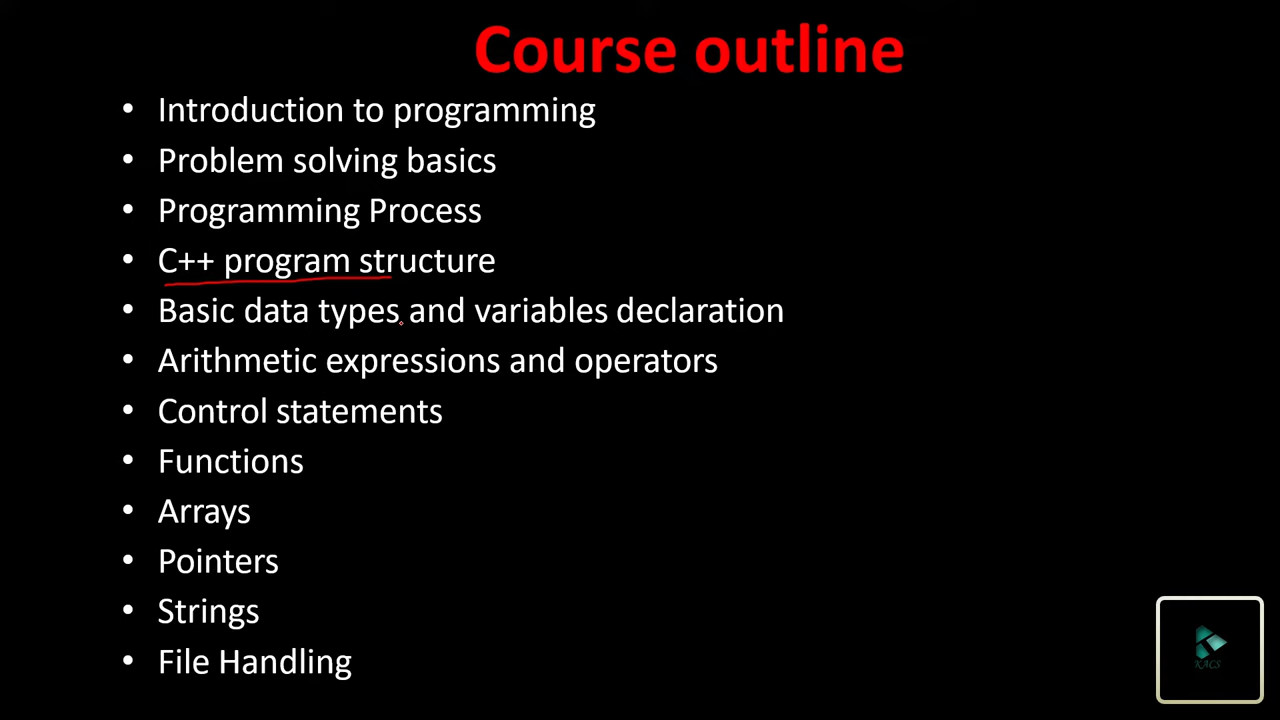 Course outline
• Introduction to programming
• Problem solving basics
• Programming Process
• C++ program structure
• Basic data types and variables declaration
• Arithmetic expressions and operators
• Control statements
• Functions
• Arrays
• Pointers
• Strings
• File Handling
KACS